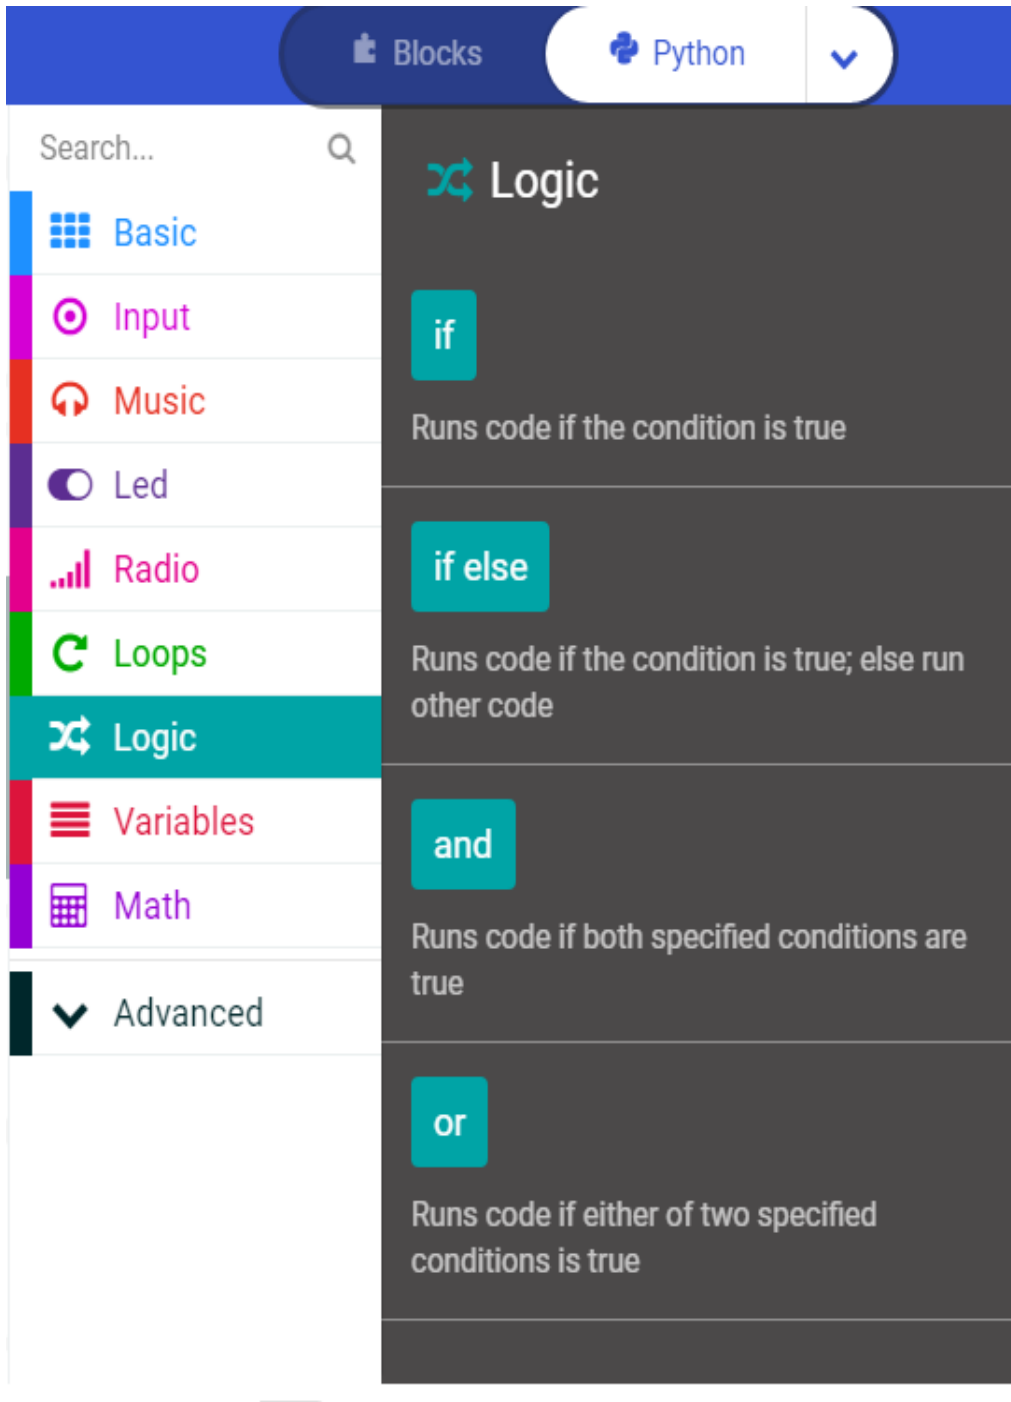 Blocks
Python
Search...
Basic
Input
Music
Led
Radio
Loops
Logic
Variables
Math
Advanced
Logic
if
Runs code if the condition is true
if else
Runs code if the condition is true; else run
other code
and
Runs code if both specified conditions are
true
or
Runs code if either of two specified
conditions is true